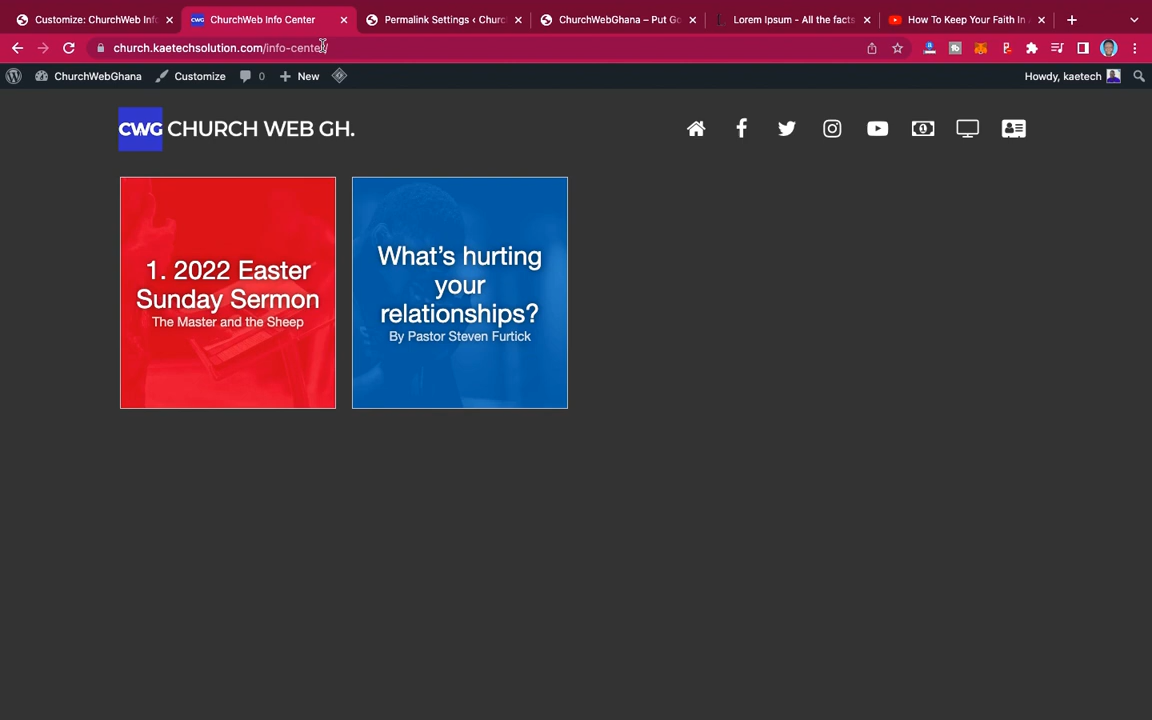 Customize: ChurchWeb Inf
ChurchWeb Info Center
Permalink Settings ‹ Churc
ChurchWebGhana – Put Go
Lorem Ipsum - All the facts
How To Keep Your Faith In
church.kaetechsolution.com/info-center/
ChurchWebGhana
Customize
0
New
Howdy, kaetech
CWG CHURCH WEB GH.
1. 2022 Easter
Sunday Sermon
The Master and the Sheep
What’s hurting
your
relationships?
By Pastor Steven Furtick